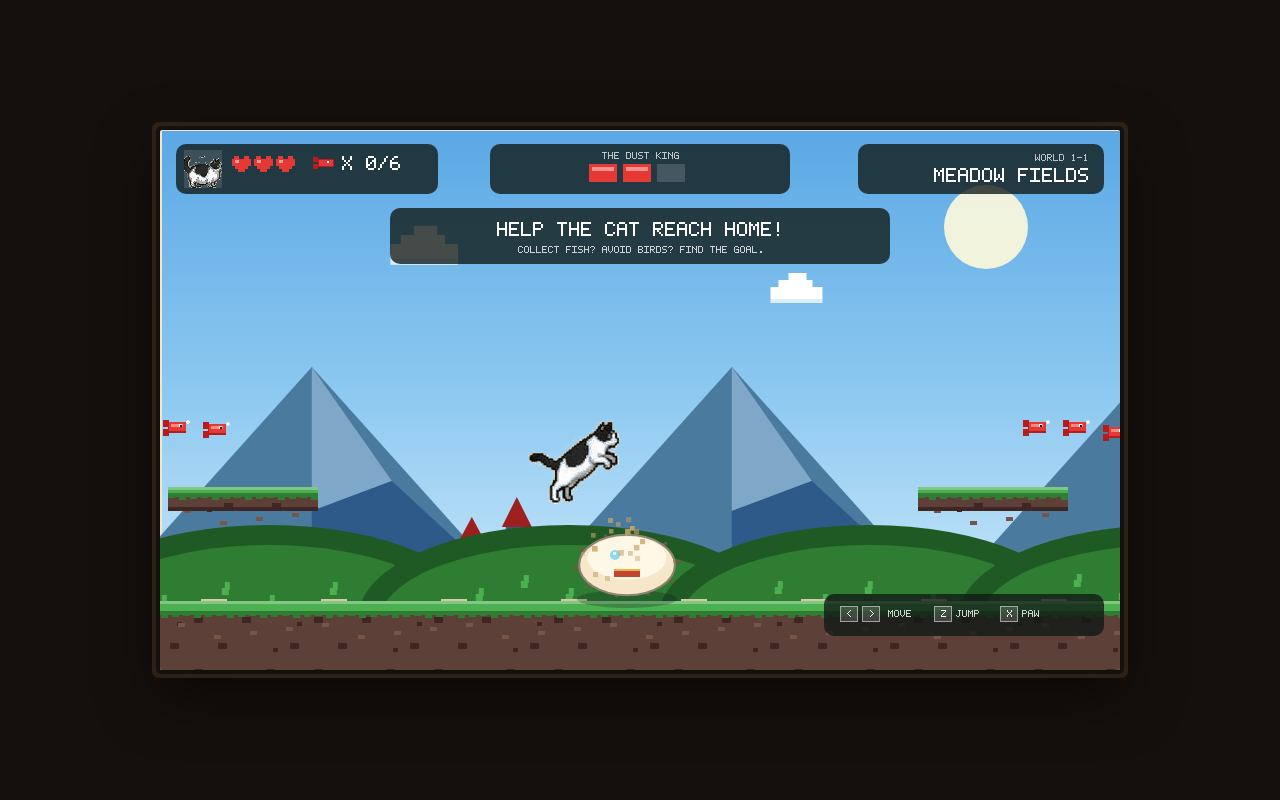 X 0/6
THE DUST KING
WORLD 1-1
MEADOW FIELDS
HELP THE CAT REACH HOME!
COLLECT FISH? AVOID BIRDS? FIND THE GOAL.
< > MOVE Z JUMP X PAW